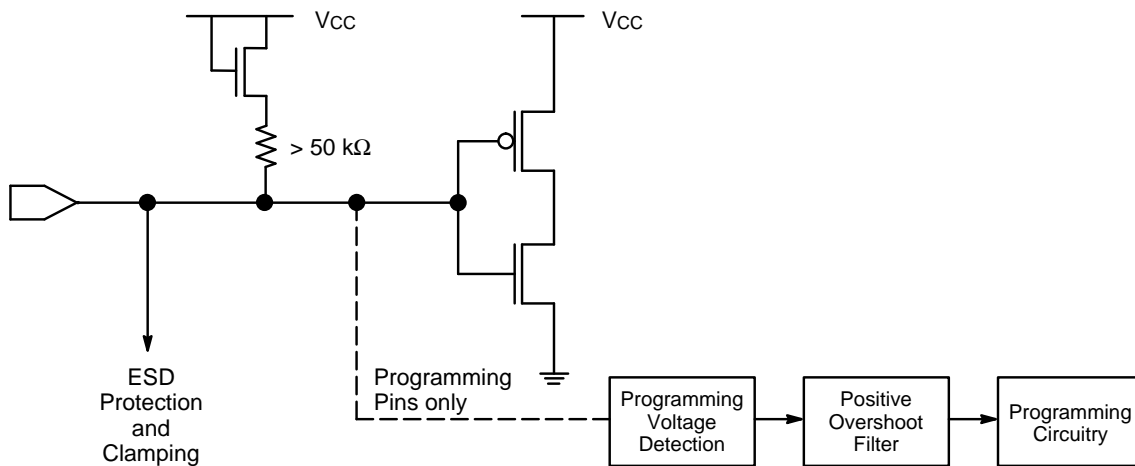 VCC
VCC
> 50 kΩ
ESD
Protection
and
Clamping
Programming
Pins only
Programming
Voltage
Detection
Positive
Overshoot
Filter
Programming
Circuitry